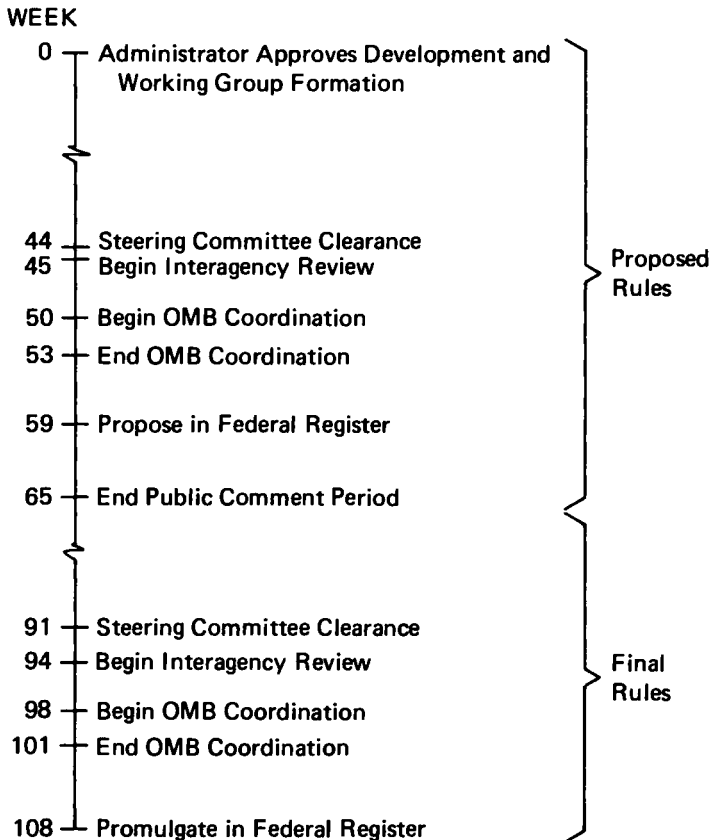 WEEK
0 Administrator Approves Development and
Working Group Formation
44 Steering Committee Clearance
45 Begin Interagency Review
50 Begin OMB Coordination
53 End OMB Coordination
59 Propose in Federal Register
65 End Public Comment Period
Proposed
Rules
91 Steering Committee Clearance
94 Begin Interagency Review
98 Begin OMB Coordination
101 End OMB Coordination
108 Promulgate in Federal Register
Final
Rules